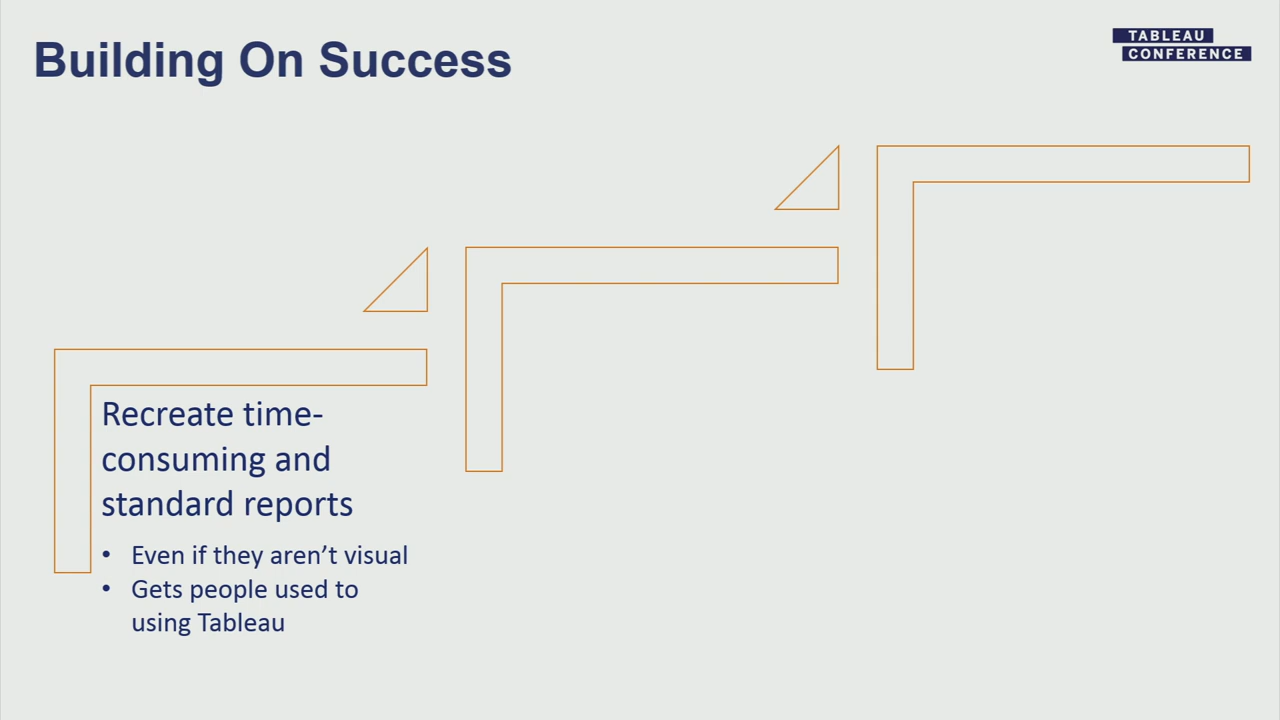 Building On Success
TABLEAU
CONFERENCE
Recreate time-
consuming and
standard reports
• Even if they aren’t visual
• Gets people used to
using Tableau